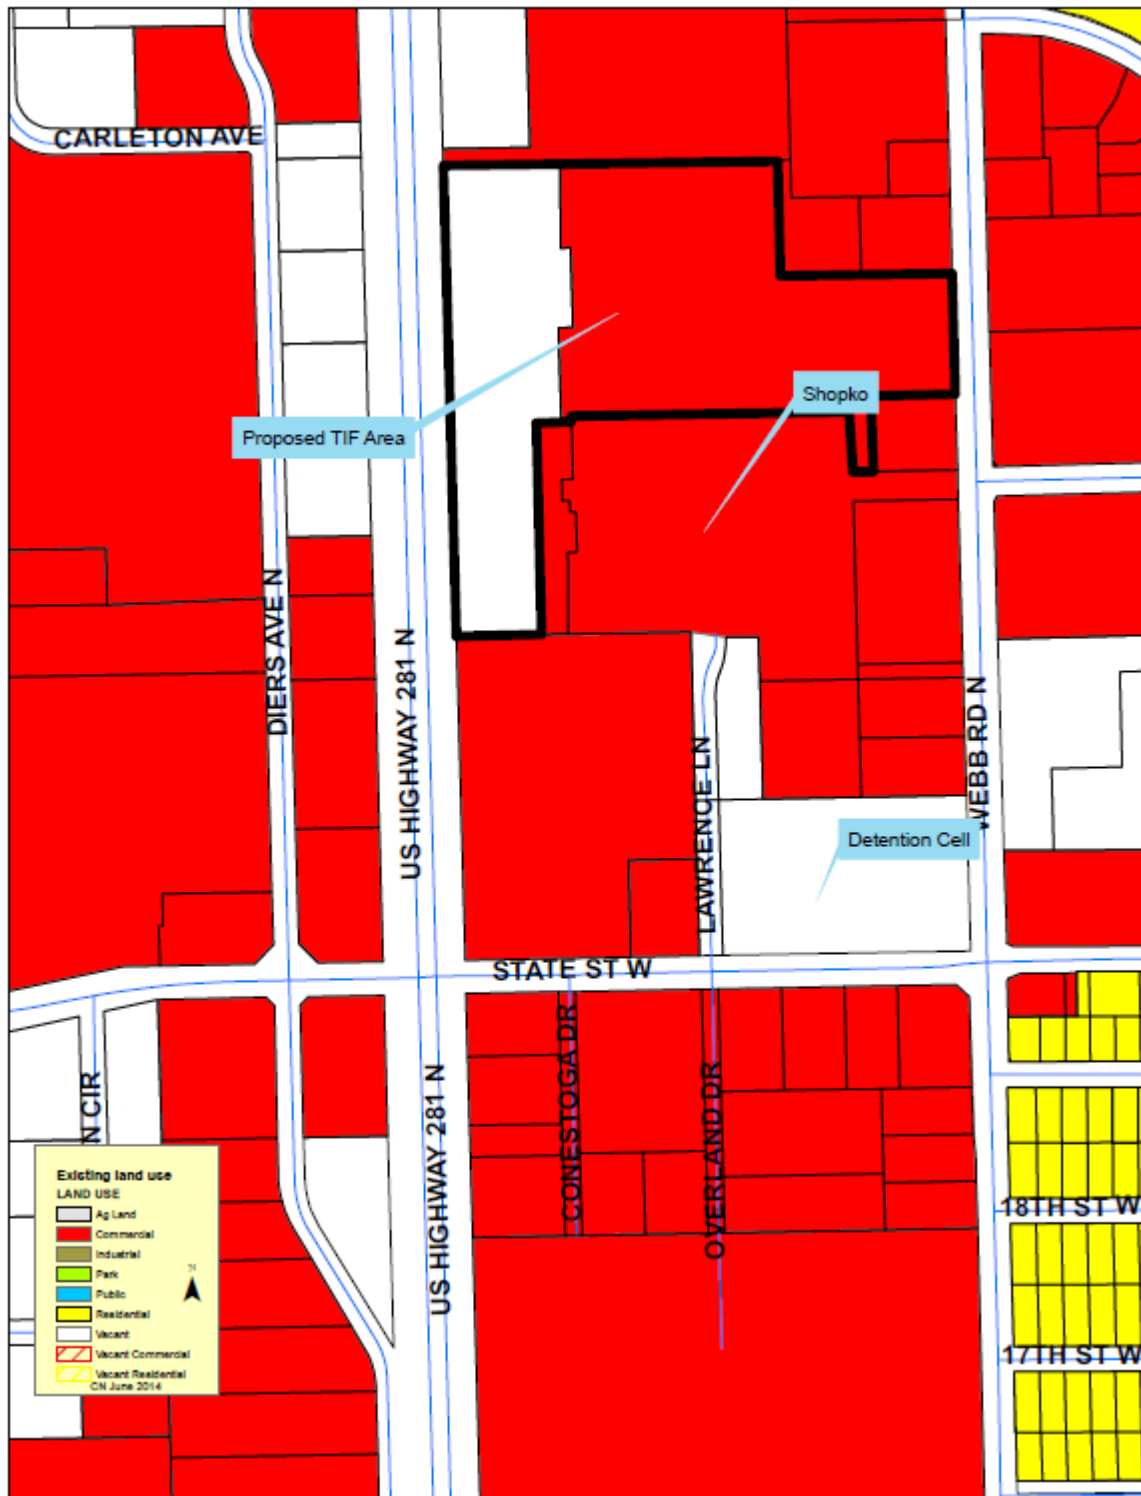 CARLETON AVE
Shopko
Proposed TIF Area
DIERS AVE N
US HIGHWAY 281 N
WEBB RD N
LAWRENCE LN
Detention Cell
STATE ST W
CONESTOGA DR
OVERLAND DR
US HIGHWAY 281 N
N CIR
18TH ST W
17TH ST W
Existing land use
LAND USE
Ag Land
Commercial
Industrial
Park
Public
Residential
Vacant
Vacant Commercial
Vacant Residential
CN June 2014
N